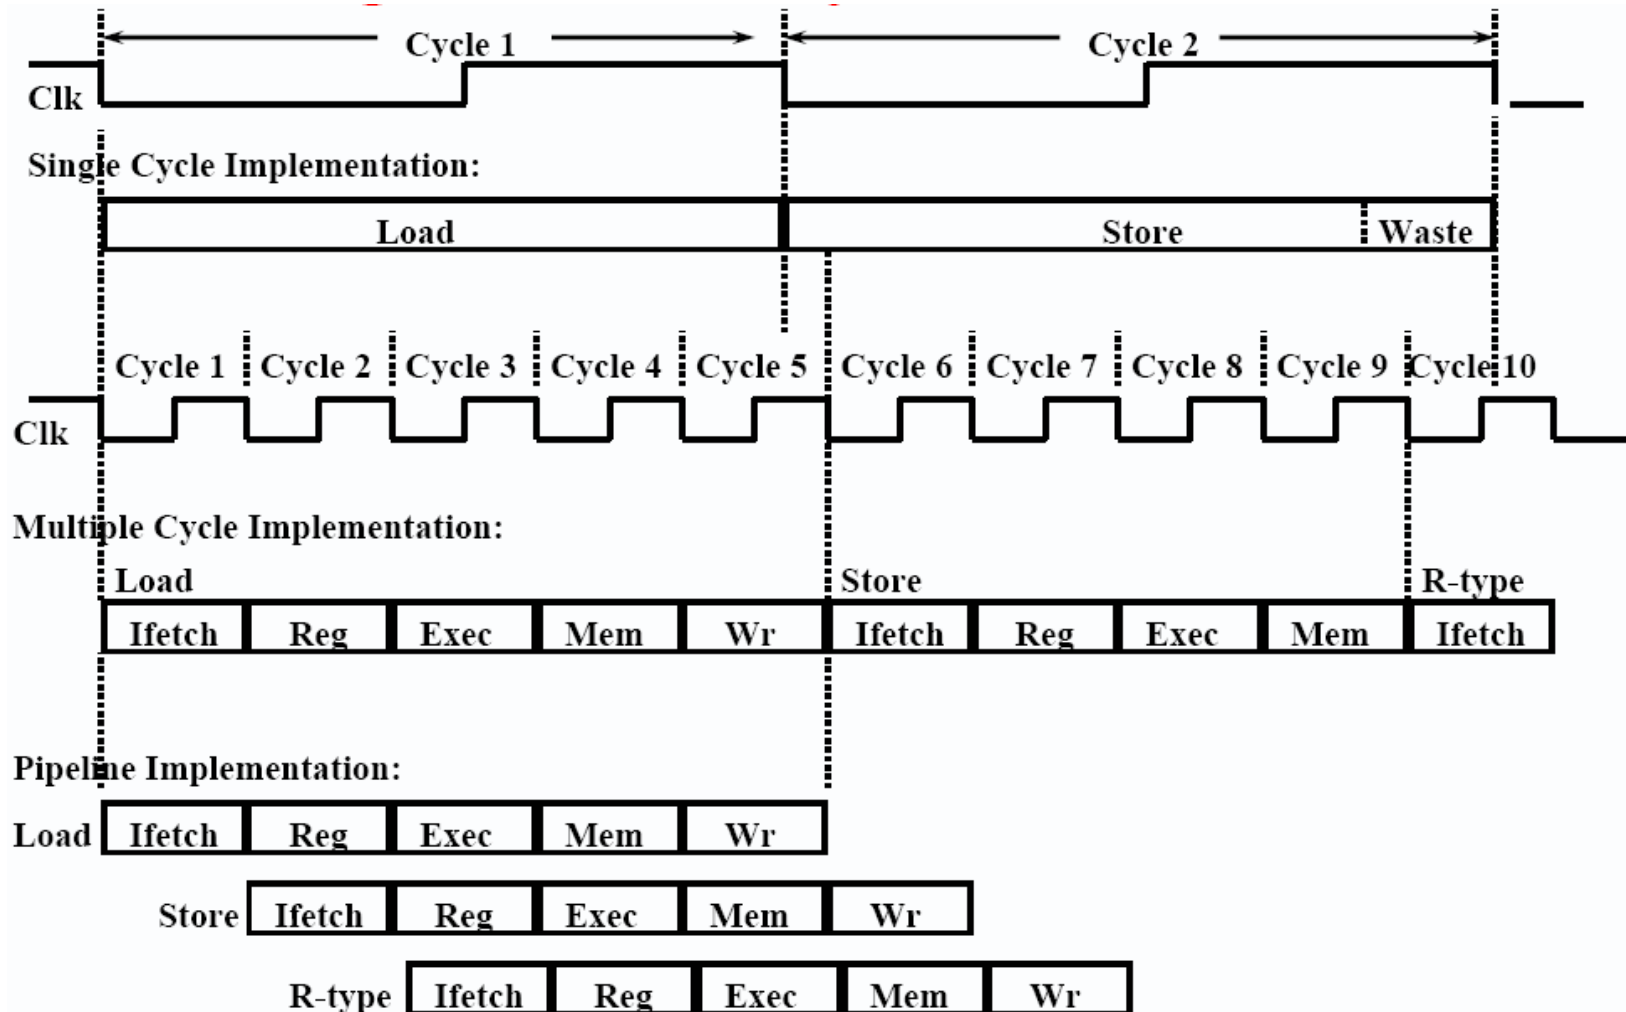 Cycle 1 Cycle 2
Clk
Single Cycle Implementation:
Load Store Waste
Cycle 1 Cycle 2 Cycle 3 Cycle 4 Cycle 5 Cycle 6 Cycle 7 Cycle 8 Cycle 9 Cycle 10
Clk
Multiple Cycle Implementation:
Load Store R-type
Ifetch Reg Exec Mem Wr Ifetch Reg Exec Mem Ifetch
Pipeline Implementation:
Load Ifetch Reg Exec Mem Wr
Store Ifetch Reg Exec Mem Wr
R-type Ifetch Reg Exec Mem Wr